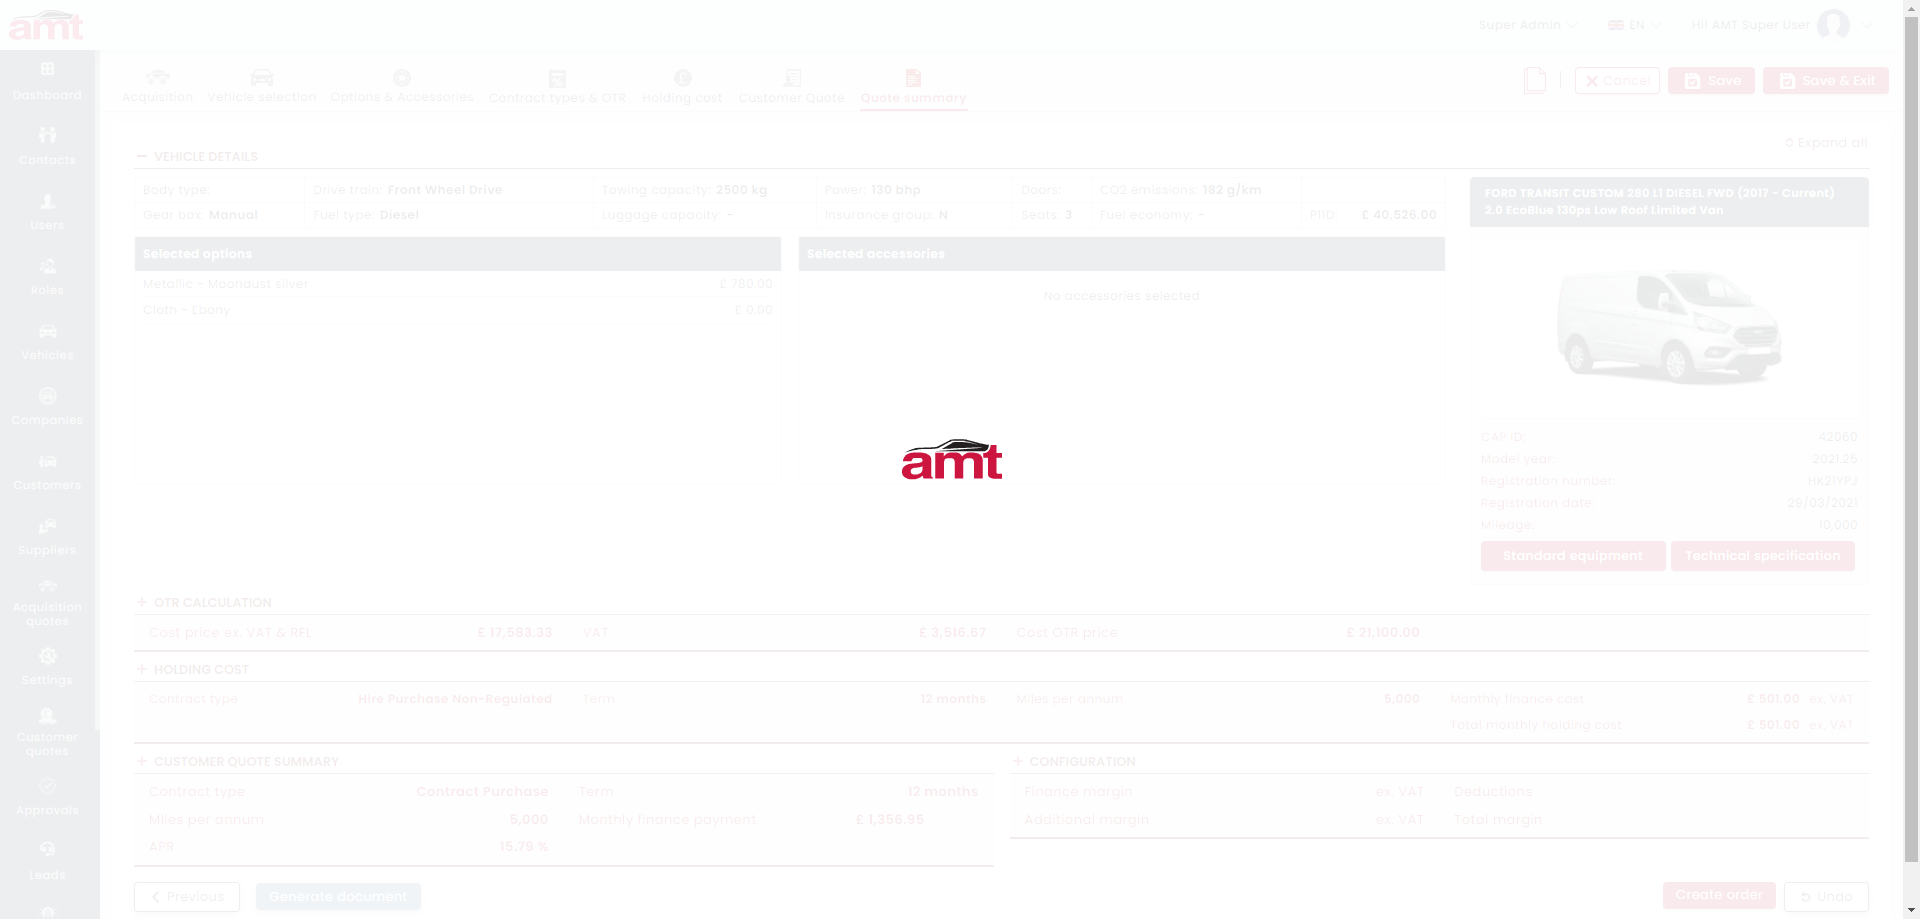 amt
Super Admin
EN
Hi! AMT Super User
Dashboard
Contacts
Users
Roles
Vehicles
Companies
Customers
Suppliers
Acquisition
quotes
Settings
Customer
quotes
Approvals
Leads
Acquisition
Vehicle selection
Options & Accessories
Contract types & OTR
Holding cost
Customer Quote
Quote summary
Cancel
Save
Save & Exit
Expand all
VEHICLE DETAILS
Body type:
Drive train: Front Wheel Drive
Towing capacity: 2500 kg
Power: 130 bhp
Doors:
CO2 emissions: 182 g/km
Gear box: Manual
Fuel type: Diesel
Luggage capacity: -
Insurance group: N
Seats: 3
Fuel economy: -
P11D: £ 40,526.00
Selected options
Metallic - Moondust silver £ 780.00
Cloth - Ebony £ 0.00
Selected accessories
No accessories selected
amt
FORD TRANSIT CUSTOM 280 L1 DIESEL FWD (2017 - Current)
2.0 EcoBlue 130ps Low Roof Limited Van
CAP ID: 42060
Model year: 2021.25
Registration number: HK21YPJ
Registration date: 29/03/2021
Mileage: 10,000
Standard equipment
Technical specification
+ OTR CALCULATION
Cost price ex. VAT & RFL £ 17,583.33 VAT £ 3,516.67 Cost OTR price £ 21,100.00
+ HOLDING COST
Contract type Hire Purchase Non-Regulated Term 12 months Miles per annum 5,000 Monthly finance cost £ 501.00 ex. VAT
Total monthly holding cost £ 501.00 ex. VAT
+ CUSTOMER QUOTE SUMMARY
Contract type Contract Purchase Term 12 months
Miles per annum 5,000 Monthly finance payment £ 1,356.95
APR 15.79 %
+ CONFIGURATION
Finance margin ex. VAT Deductions
Additional margin ex. VAT Total margin
Previous
Generate document
Create order
Undo